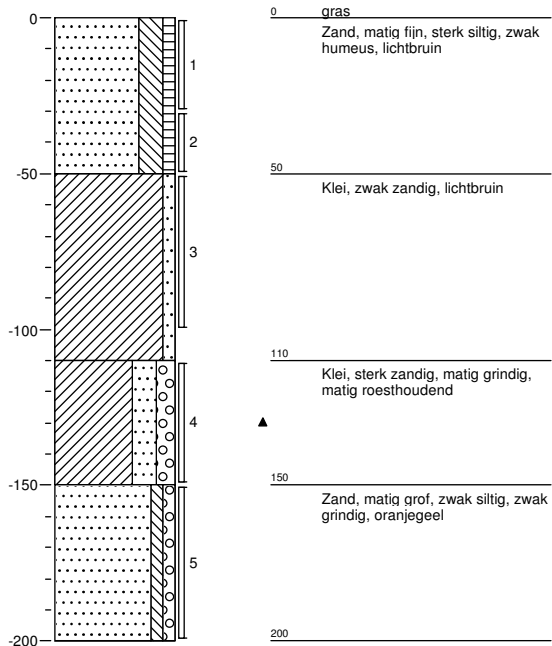 0
-50
-100
-150
-200
1
2
3
4
5
0 gras
Zand, matig fijn, sterk siltig, zwak
humeus, lichtbruin
50
Klei, zwak zandig, lichtbruin
110
Klei, sterk zandig, matig grindig,
matig roesthoudend
150
Zand, matig grof, zwak siltig, zwak
grindig, oranjegeel
200